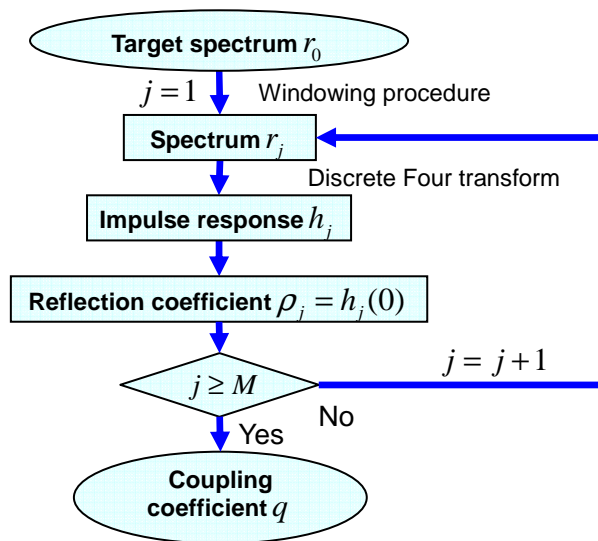 Target spectrum r₀
j = 1 Windowing procedure
Spectrum rⱼ
Discrete Four transform
Impulse response hⱼ
Reflection coefficient ρⱼ = hⱼ(0)
j ≥ M
j = j + 1
No
Yes
Coupling
coefficient q